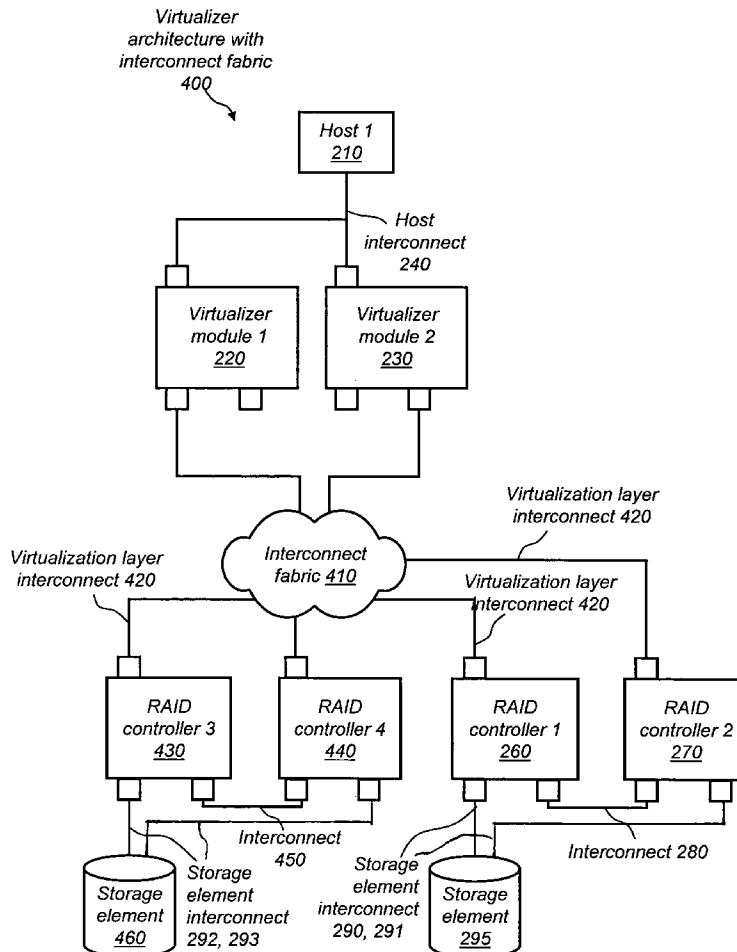 Virtualizer
architecture with
interconnect fabric
400
Host 1
210
Host
interconnect
240
Virtualizer
module 1
220
Virtualizer
module 2
230
Virtualization layer
interconnect 420
Interconnect
fabric 410
Virtualization layer
interconnect 420
Virtualization layer
interconnect 420
RAID
controller 3
430
RAID
controller 4
440
RAID
controller 1
260
RAID
controller 2
270
Interconnect
450
Interconnect 280
Storage
element
460
Storage
element
interconnect
292, 293
Storage
element
interconnect
290, 291
Storage
element
295